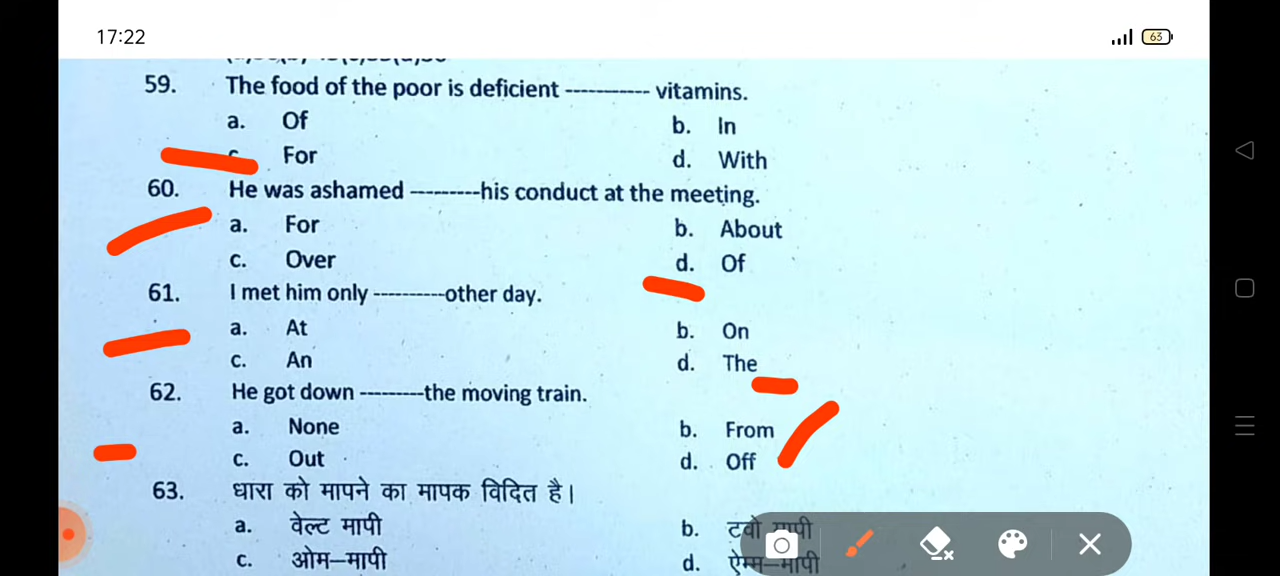 17:22
63
59. The food of the poor is deficient ----------- vitamins.
a. Of b. In
For d. With
60. He was ashamed ---------his conduct at the meeting.
a. For b. About
c. Over d. Of
61. I met him only ----------other day.
a. At b. On
c. An d. The
62. He got down ---------the moving train.
a. None b. From
c. Out d. Off
63. धारा को मापने का मापक विदित है।
a. वेल्ट मापी b. टवो मापी
c. ओम–मापी d. ऐम्म–मापी